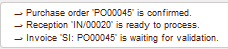 → Purchase order 'PO00045' is confirmed.
→ Reception 'IN/00020' is ready to process.
→ Invoice 'SI: PO00045' is waiting for validation.